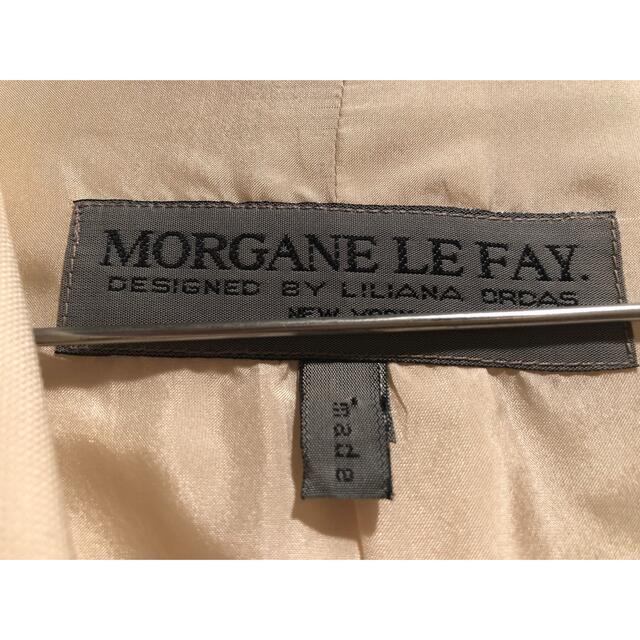 MORGANE LE FAY.
DESIGNED BY LILIANA ORDAS
NEW YORK
made